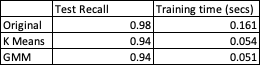 Test Recall Training time (secs)
Original 0.98 0.161
K Means 0.94 0.054
GMM 0.94 0.051